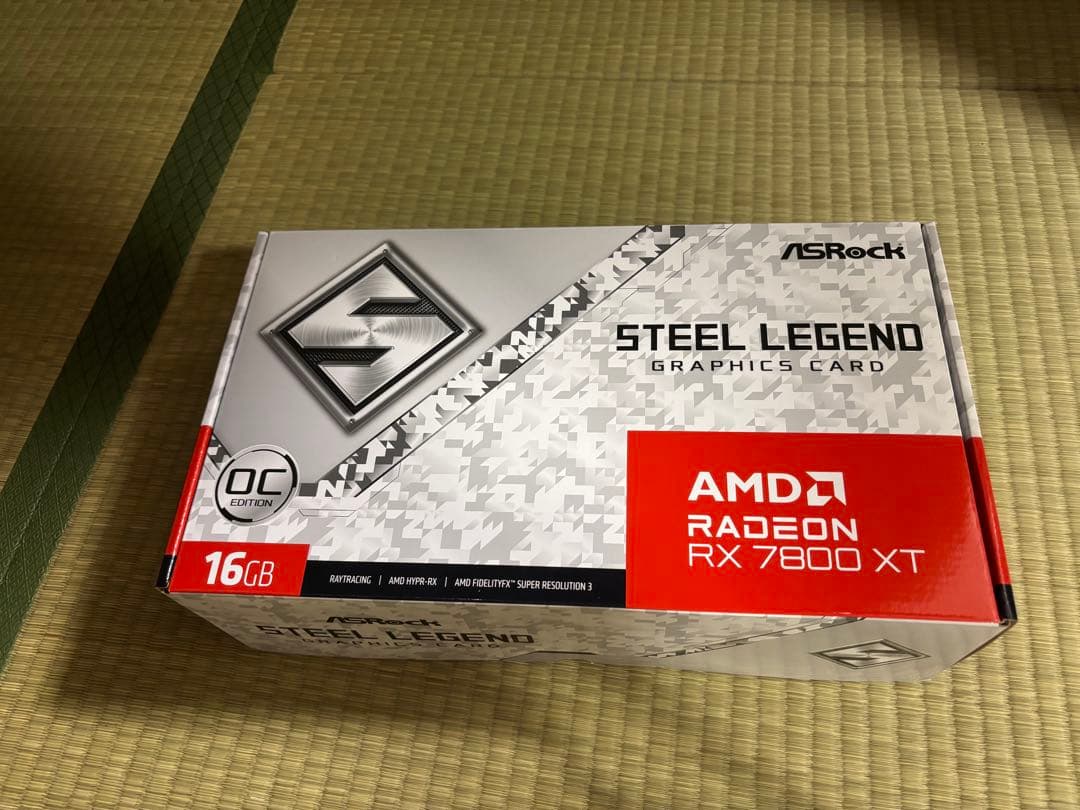 ASRock
STEEL LEGEND
GRAPHICS CARD
OC
EDITION
AMD
RADEON
RX 7800 XT
16GB
RAYTRACING | AMD HYPR-RX | AMD FIDELITYFX™ SUPER RESOLUTION 3
ASRock
STEEL LEGEND
GRAPHICS CARD